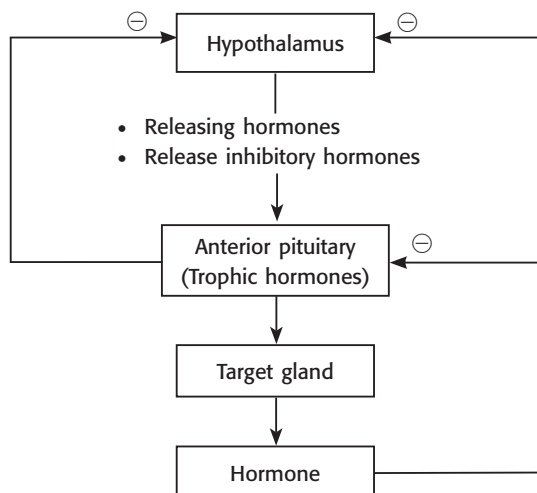 ⊖
⊖
Hypothalamus
• Releasing hormones
• Release inhibitory hormones
⊖
Anterior pituitary
(Trophic hormones)
Target gland
Hormone